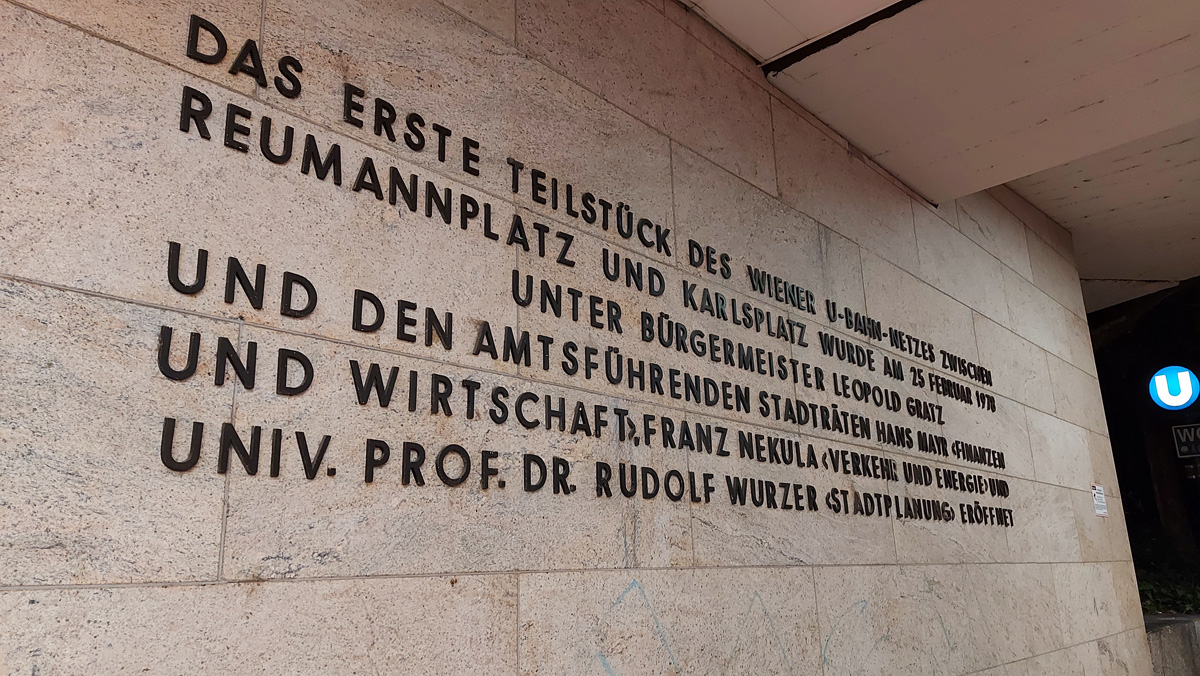 DAS ERSTE TEILSTÜCK DES WIENER U-BAHN-NETZES ZWISCHEN
REUMANNPLATZ UND KARLSPLATZ WURDE AM 25 FEBRUAR 1978
UNTER BÜRGERMEISTER LEOPOLD GRATZ
UND DEN AMTSFÜHRENDEN STADTRÄTEN HANS MAYR ‹FINANZEN
UND WIRTSCHAFT›, FRANZ NEKULA ‹VERKEHR UND ENERGIE› UND
UNIV. PROF. DR. RUDOLF WURZER ‹STADTPLANUNG› ERÖFFNET
U